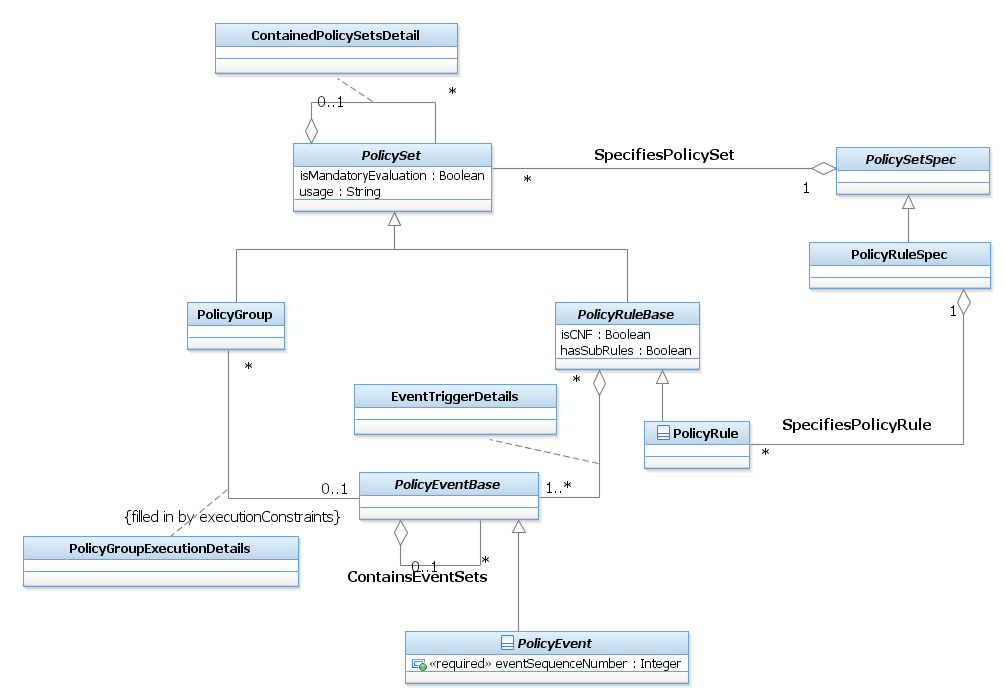 ContainedPolicySetsDetail
0..1
*
PolicySet
isMandatoryEvaluation : Boolean
usage : String
SpecifiesPolicySet
*
1
PolicySetSpec
PolicyRuleSpec
1
PolicyGroup
*
PolicyRuleBase
isCNF : Boolean
hasSubRules : Boolean
*
EventTriggerDetails
PolicyRule
SpecifiesPolicyRule
*
PolicyEventBase
0..1
1..*
{filled in by executionConstraints}
PolicyGroupExecutionDetails
0..1
*
ContainsEventSets
PolicyEvent
«required» eventSequenceNumber : Integer